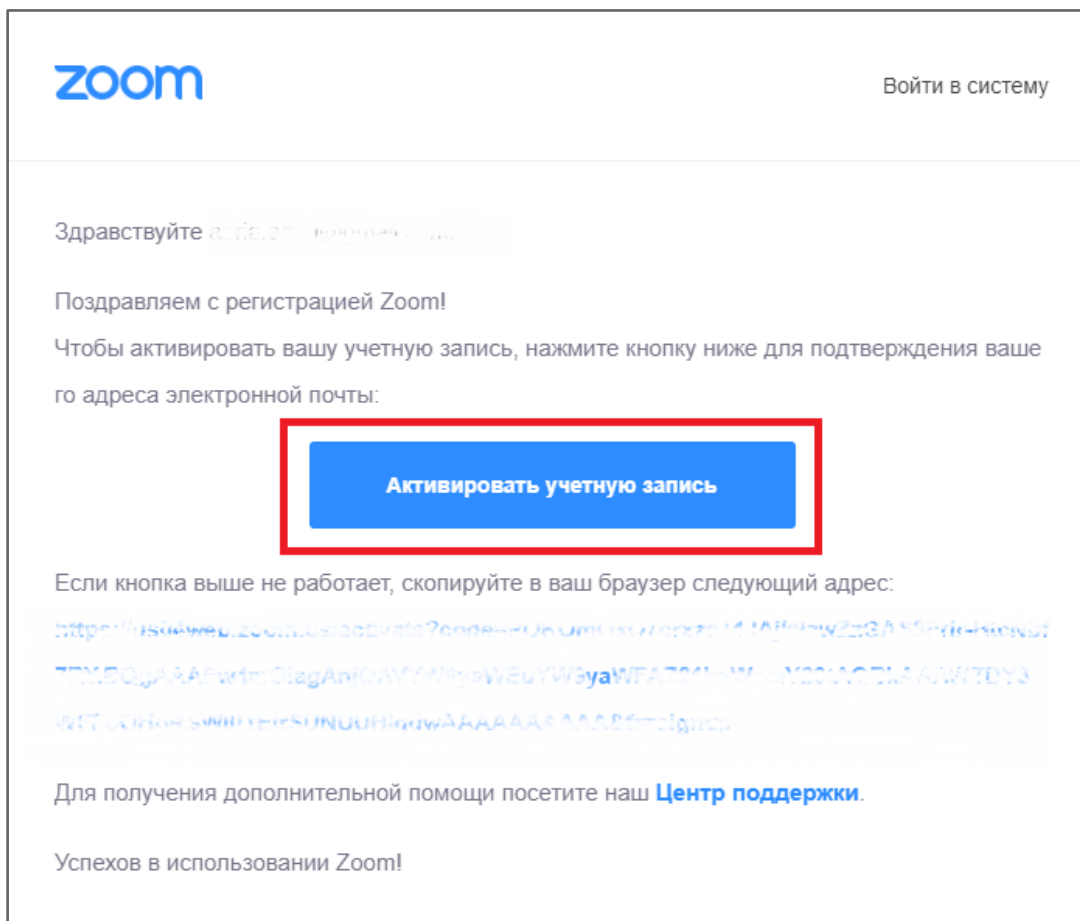 zoom
Войти в систему
Здравствуйте
Поздравляем с регистрацией Zoom!
Чтобы активировать вашу учетную запись, нажмите кнопку ниже для подтверждения ваше
го адреса электронной почты:
Активировать учетную запись
Если кнопка выше не работает, скопируйте в ваш браузер следующий адрес:
Для получения дополнительной помощи посетите наш Центр поддержки.
Успехов в использовании Zoom!